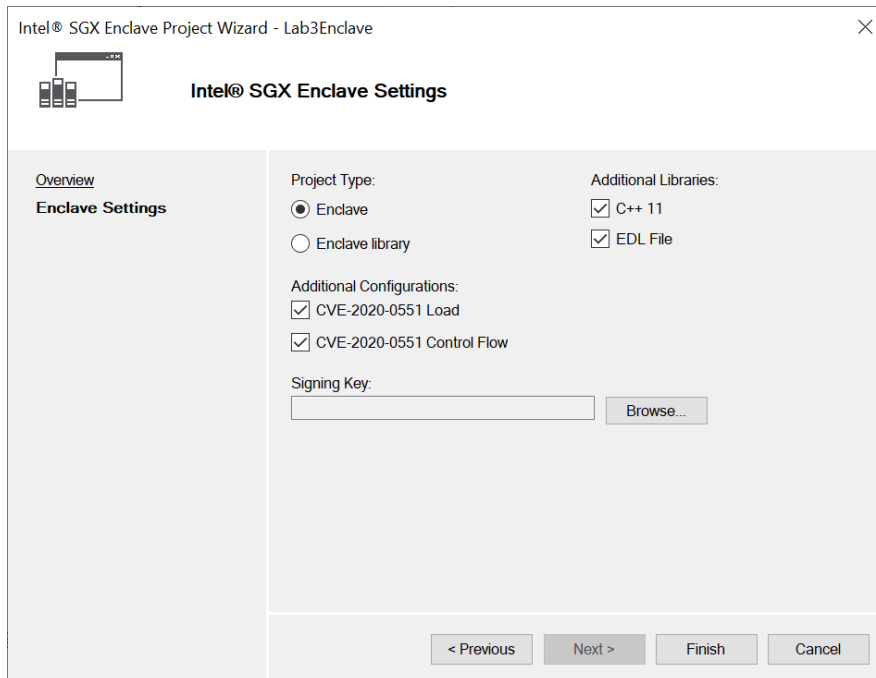 Intel® SGX Enclave Project Wizard - Lab3Enclave
Intel® SGX Enclave Settings
Overview
Enclave Settings
Project Type:
Enclave
Enclave library
Additional Libraries:
C++ 11
EDL File
Additional Configurations:
CVE-2020-0551 Load
CVE-2020-0551 Control Flow
Signing Key:
Browse...
< Previous
Next >
Finish
Cancel